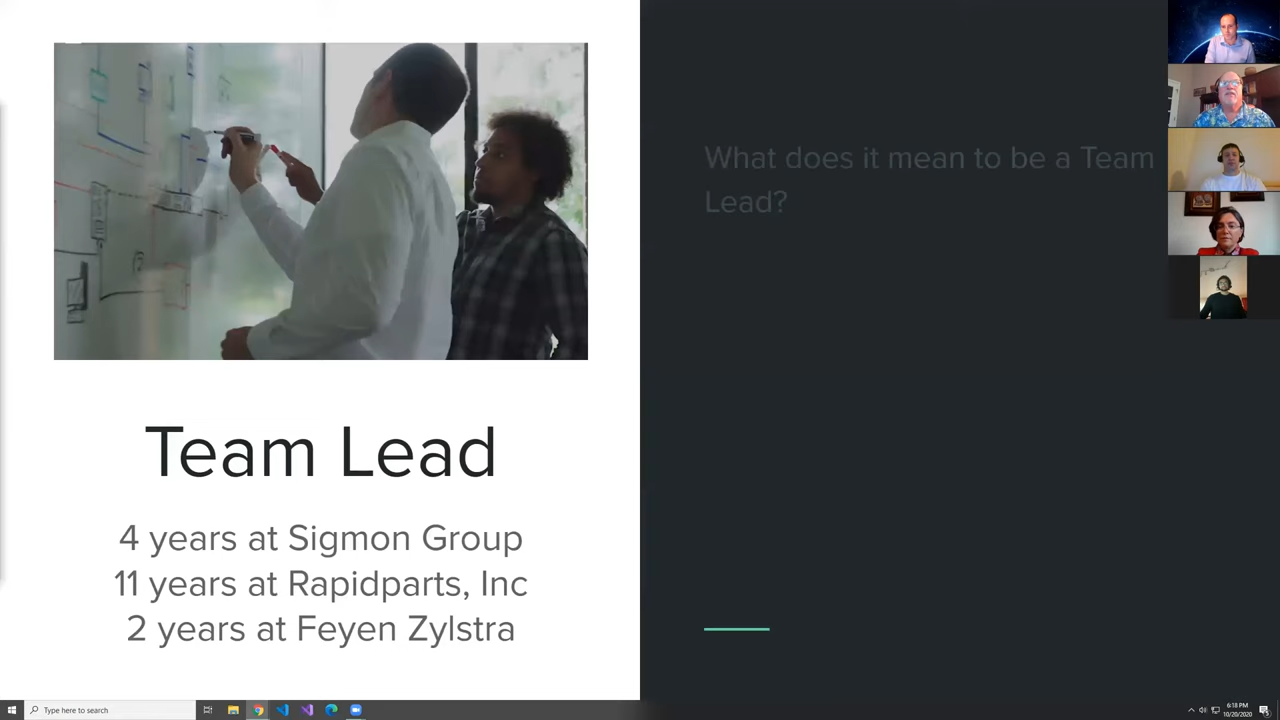 Team Lead
4 years at Sigmon Group
11 years at Rapidparts, Inc
2 years at Feyen Zylstra
What does it mean to be a Team
Lead?
Type here to search
6:18 PM
10/20/2020